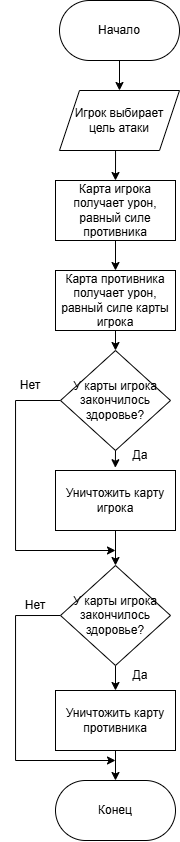 Начало
Игрок выбирает
цель атаки
Карта игрока
получает урон,
равный силе
противника
Карта противника
получает урон,
равный силе карты
игрока
У карты игрока
закончилось
здоровье?
Нет
Да
Уничтожить карту
игрока
У карты игрока
закончилось
здоровье?
Нет
Да
Уничтожить карту
противника
Конец